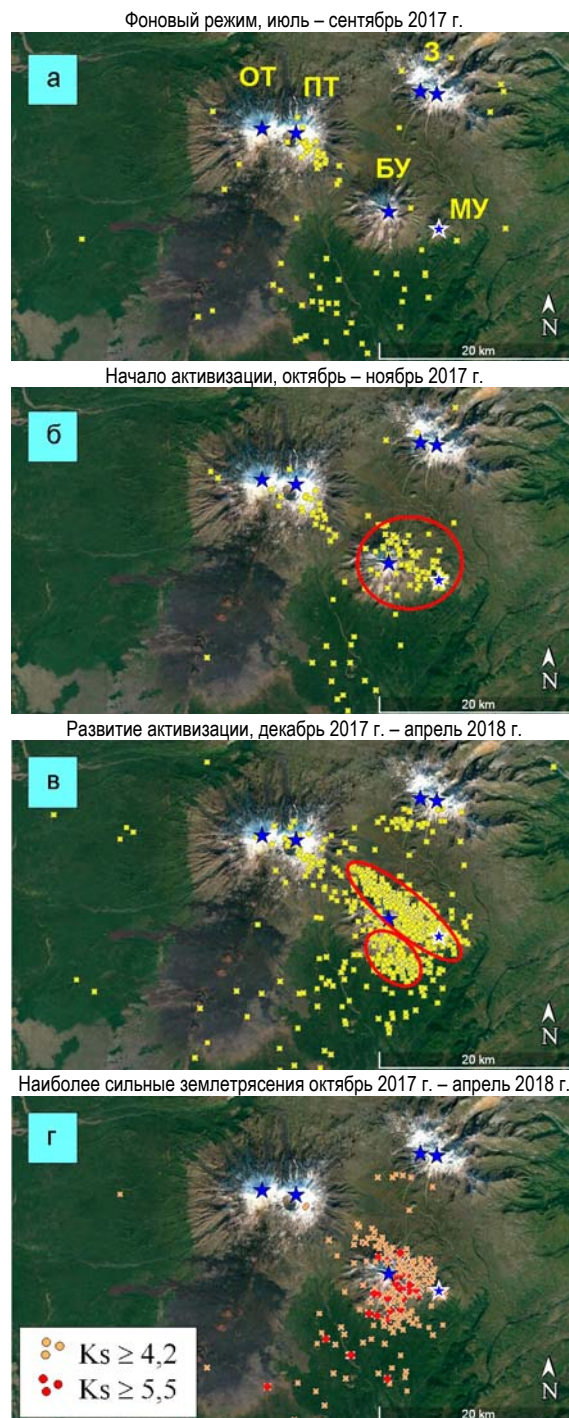 Фоновый режим, июль – сентябрь 2017 г.
а
ОТ
ПТ
З
БУ
МУ
N
20 km
Начало активизации, октябрь – ноябрь 2017 г.
б
N
20 km
Развитие активизации, декабрь 2017 г. – апрель 2018 г.
в
N
20 km
Наиболее сильные землетрясения октябрь 2017 г. – апрель 2018 г.
г
Ks ≥ 4,2
Ks ≥ 5,5
N
20 km